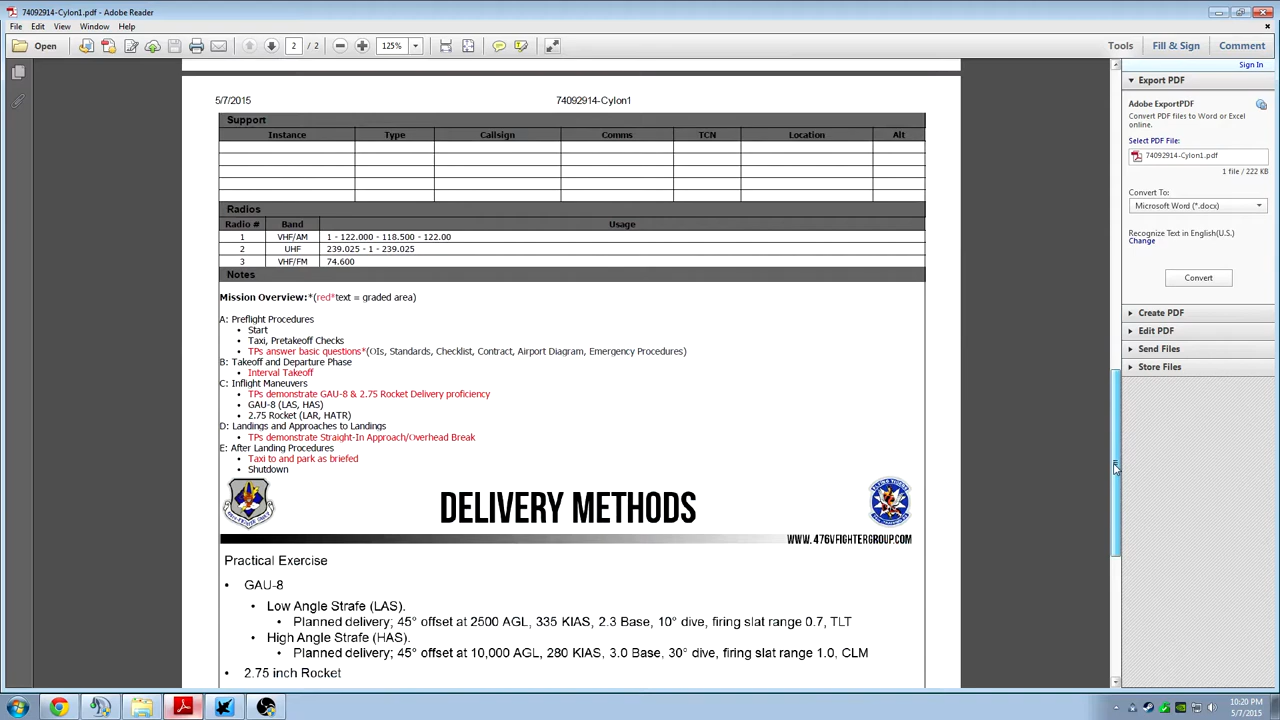 74092914-Cylon1.pdf - Adobe Reader
File Edit View Window Help
Open 2 / 2 125% Tools Fill & Sign Comment
Sign In
5/7/2015 74092914-Cylon1
Support
Instance Type Callsign Comms TCN Location Alt
Radios
Radio # Band Usage
1 VHF/AM 1 - 122.000 - 118.500 - 122.00
2 UHF 239.025 - 1 - 239.025
3 VHF/FM 74.600
Notes
Mission Overview:*(red*text = graded area)
A: Preflight Procedures
• Start
• Taxi, Pretakeoff Checks
• TPs answer basic questions*(OIs, Standards, Checklist, Contract, Airport Diagram, Emergency Procedures)
B: Takeoff and Departure Phase
• Interval Takeoff
C: Inflight Maneuvers
• TPs demonstrate GAU-8 & 2.75 Rocket Delivery proficiency
• GAU-8 (LAS, HAS)
• 2.75 Rocket (LAR, HATR)
D: Landings and Approaches to Landings
• TPs demonstrate Straight-In Approach/Overhead Break
E: After Landing Procedures
• Taxi to and park as briefed
• Shutdown
DELIVERY METHODS
WWW.476VFIGHTERGROUP.COM
Practical Exercise
• GAU-8
• Low Angle Strafe (LAS).
• Planned delivery; 45° offset at 2500 AGL, 335 KIAS, 2.3 Base, 10° dive, firing slat range 0.7, TLT
• High Angle Strafe (HAS).
• Planned delivery; 45° offset at 10,000 AGL, 280 KIAS, 3.0 Base, 30° dive, firing slat range 1.0, CLM
• 2.75 inch Rocket
Export PDF
Adobe ExportPDF
Convert PDF files to Word or Excel
online.
Select PDF File:
74092914-Cylon1.pdf
1 file / 222 KB
Convert To:
Microsoft Word (*.docx)
Recognize Text in English(U.S.)
Change
Convert
Create PDF
Edit PDF
Send Files
Store Files
10:20 PM
5/7/2015